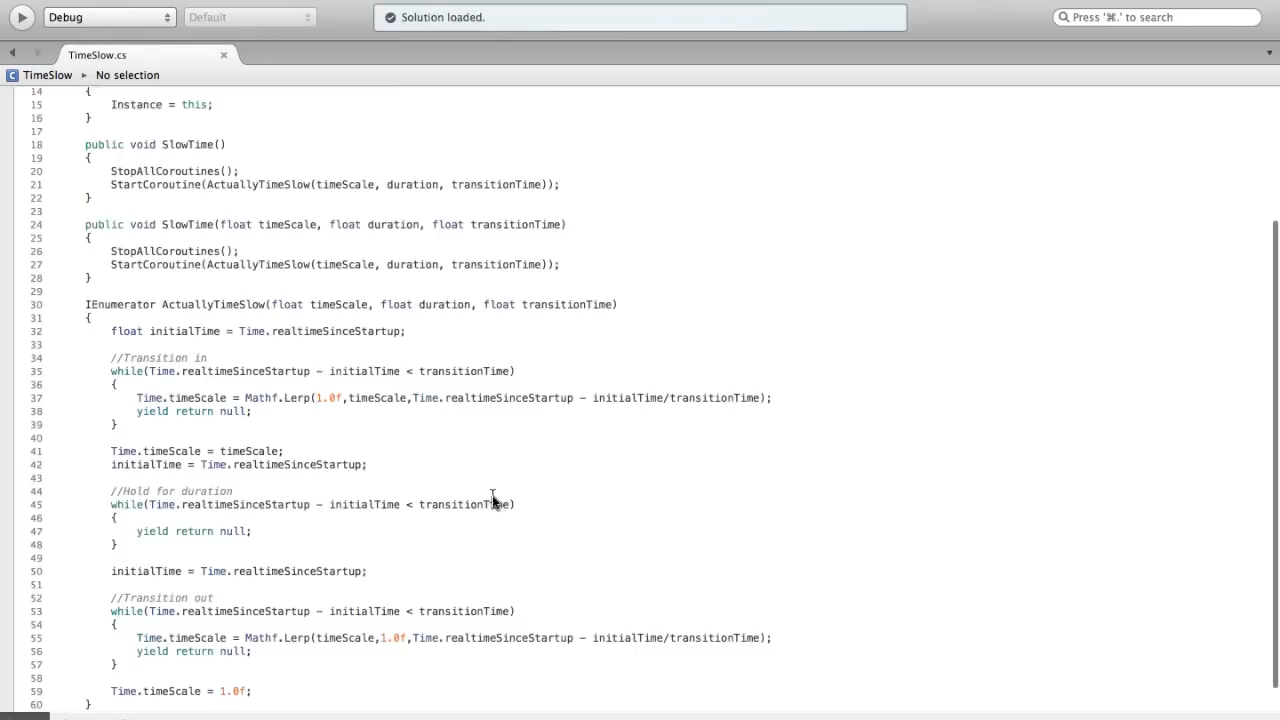 Debug
Default
Solution loaded.
Press '⌘.' to search
TimeSlow.cs
TimeSlow ▸ No selection
14 {
15 Instance = this;
16 }
17
18 public void SlowTime()
19 {
20 StopAllCoroutines();
21 StartCoroutine(ActuallyTimeSlow(timeScale, duration, transitionTime));
22 }
23
24 public void SlowTime(float timeScale, float duration, float transitionTime)
25 {
26 StopAllCoroutines();
27 StartCoroutine(ActuallyTimeSlow(timeScale, duration, transitionTime));
28 }
29
30 IEnumerator ActuallyTimeSlow(float timeScale, float duration, float transitionTime)
31 {
32 float initialTime = Time.realtimeSinceStartup;
33
34 //Transition in
35 while(Time.realtimeSinceStartup - initialTime < transitionTime)
36 {
37 Time.timeScale = Mathf.Lerp(1.0f,timeScale,Time.realtimeSinceStartup - initialTime/transitionTime);
38 yield return null;
39 }
40
41 Time.timeScale = timeScale;
42 initialTime = Time.realtimeSinceStartup;
43
44 //Hold for duration
45 while(Time.realtimeSinceStartup - initialTime < transitionTime)
46 {
47 yield return null;
48 }
49
50 initialTime = Time.realtimeSinceStartup;
51
52 //Transition out
53 while(Time.realtimeSinceStartup - initialTime < transitionTime)
54 {
55 Time.timeScale = Mathf.Lerp(timeScale,1.0f,Time.realtimeSinceStartup - initialTime/transitionTime);
56 yield return null;
57 }
58
59 Time.timeScale = 1.0f;
60 }